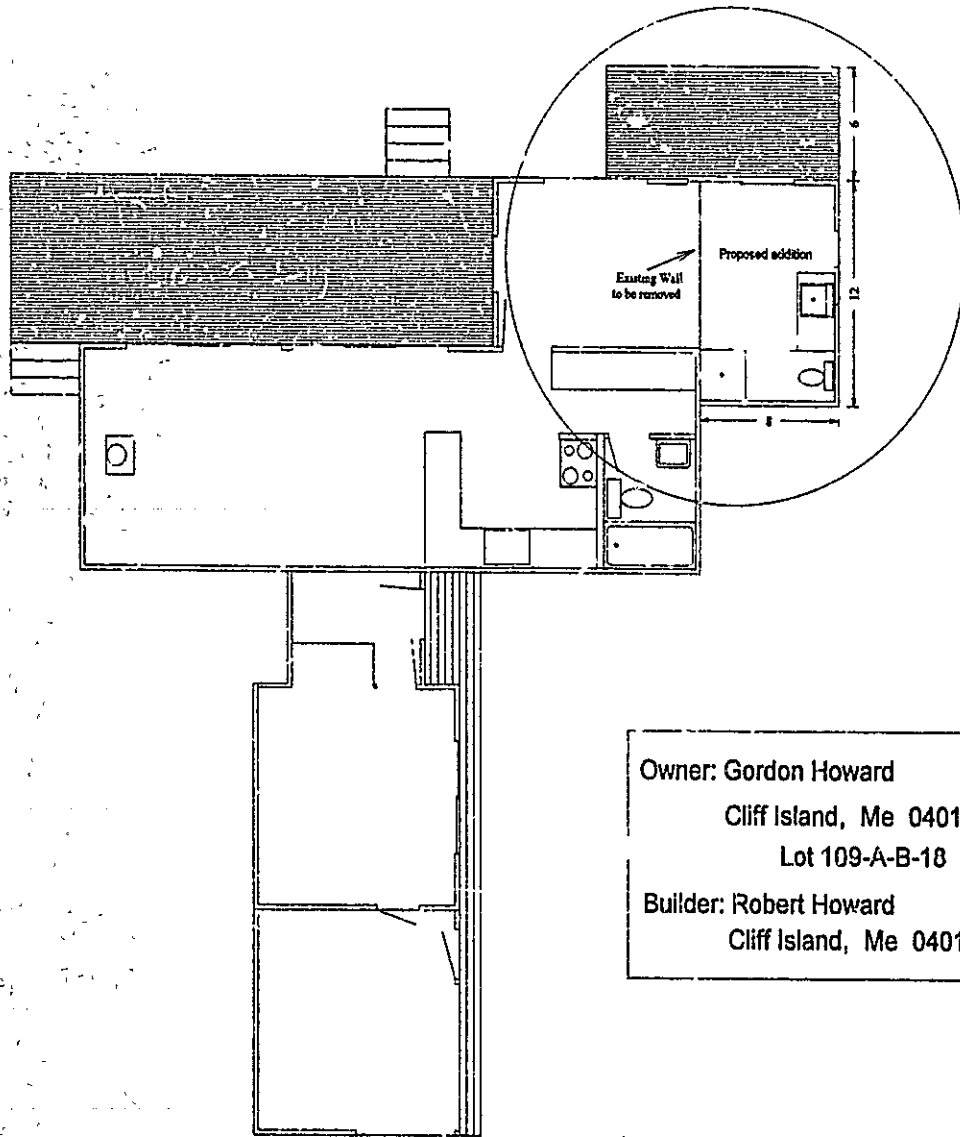 6
Existing Wall
to be removed
Proposed addition
12
8
Owner: Gordon Howard
Cliff Island, Me 0401
Lot 109-A-B-18
Builder: Robert Howard
Cliff Island, Me 0401